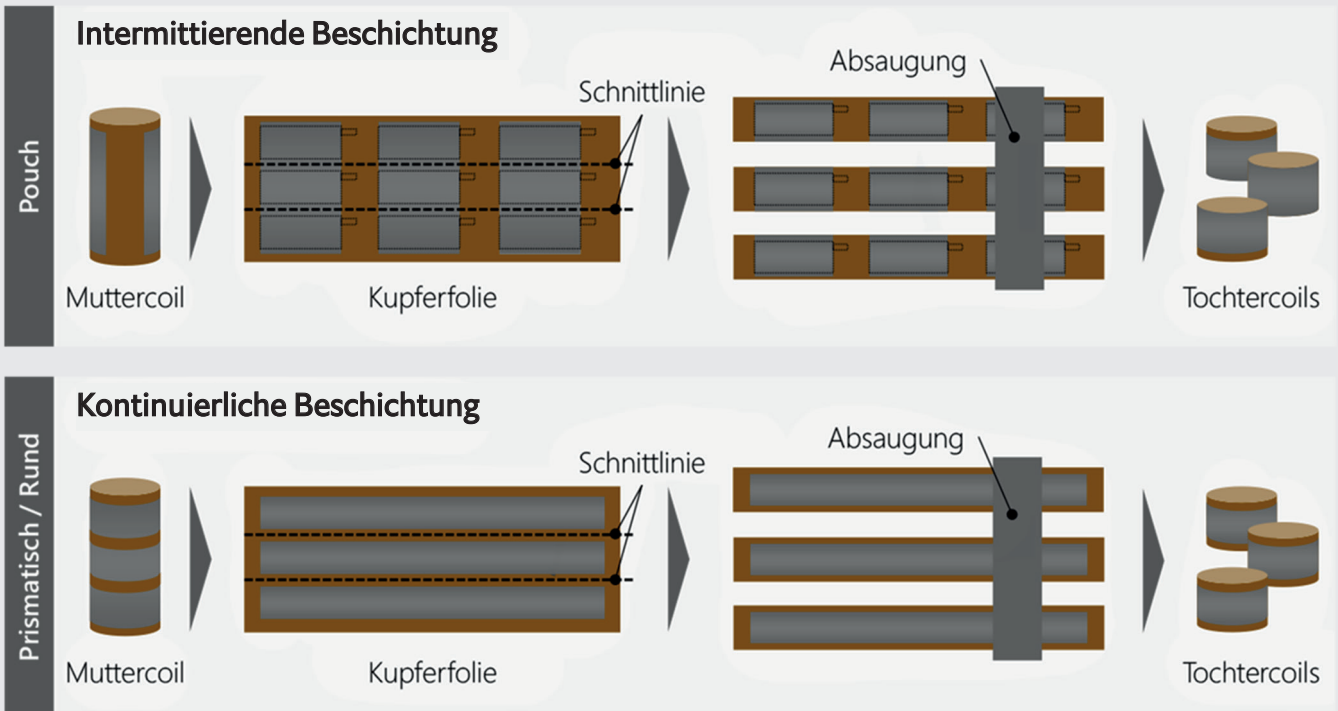 Pouch
Intermittierende Beschichtung
Absaugung
Schnittlinie
Muttercoil
Kupferfolie
Tochtercoils
Prismatisch / Rund
Kontinuierliche Beschichtung
Absaugung
Schnittlinie
Muttercoil
Kupferfolie
Tochtercoils